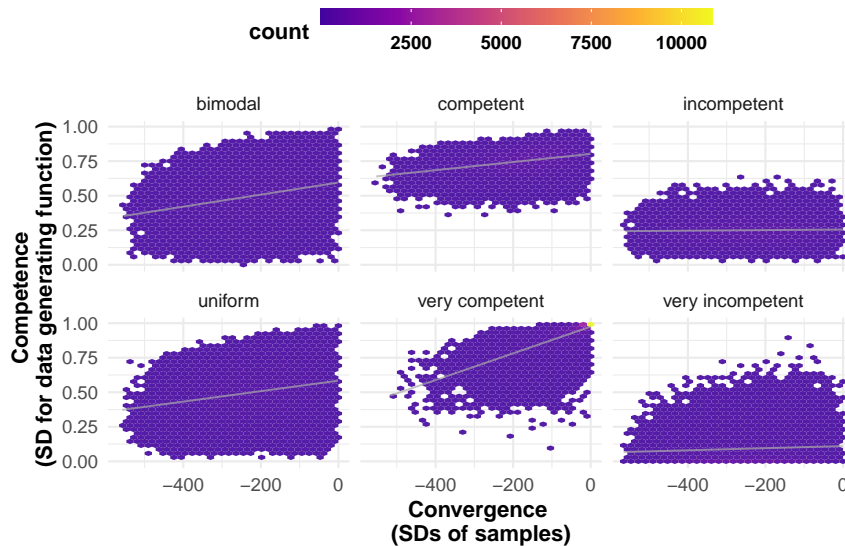 count
2500 5000 7500 10000
bimodal competent incompetent
1.00
0.75
0.50
0.25
0.00
uniform very competent very incompetent
1.00
0.75
0.50
0.25
0.00
−400 −200 0 −400 −200 0 −400 −200 0
Competence
(SD for data generating function)
Convergence
(SDs of samples)